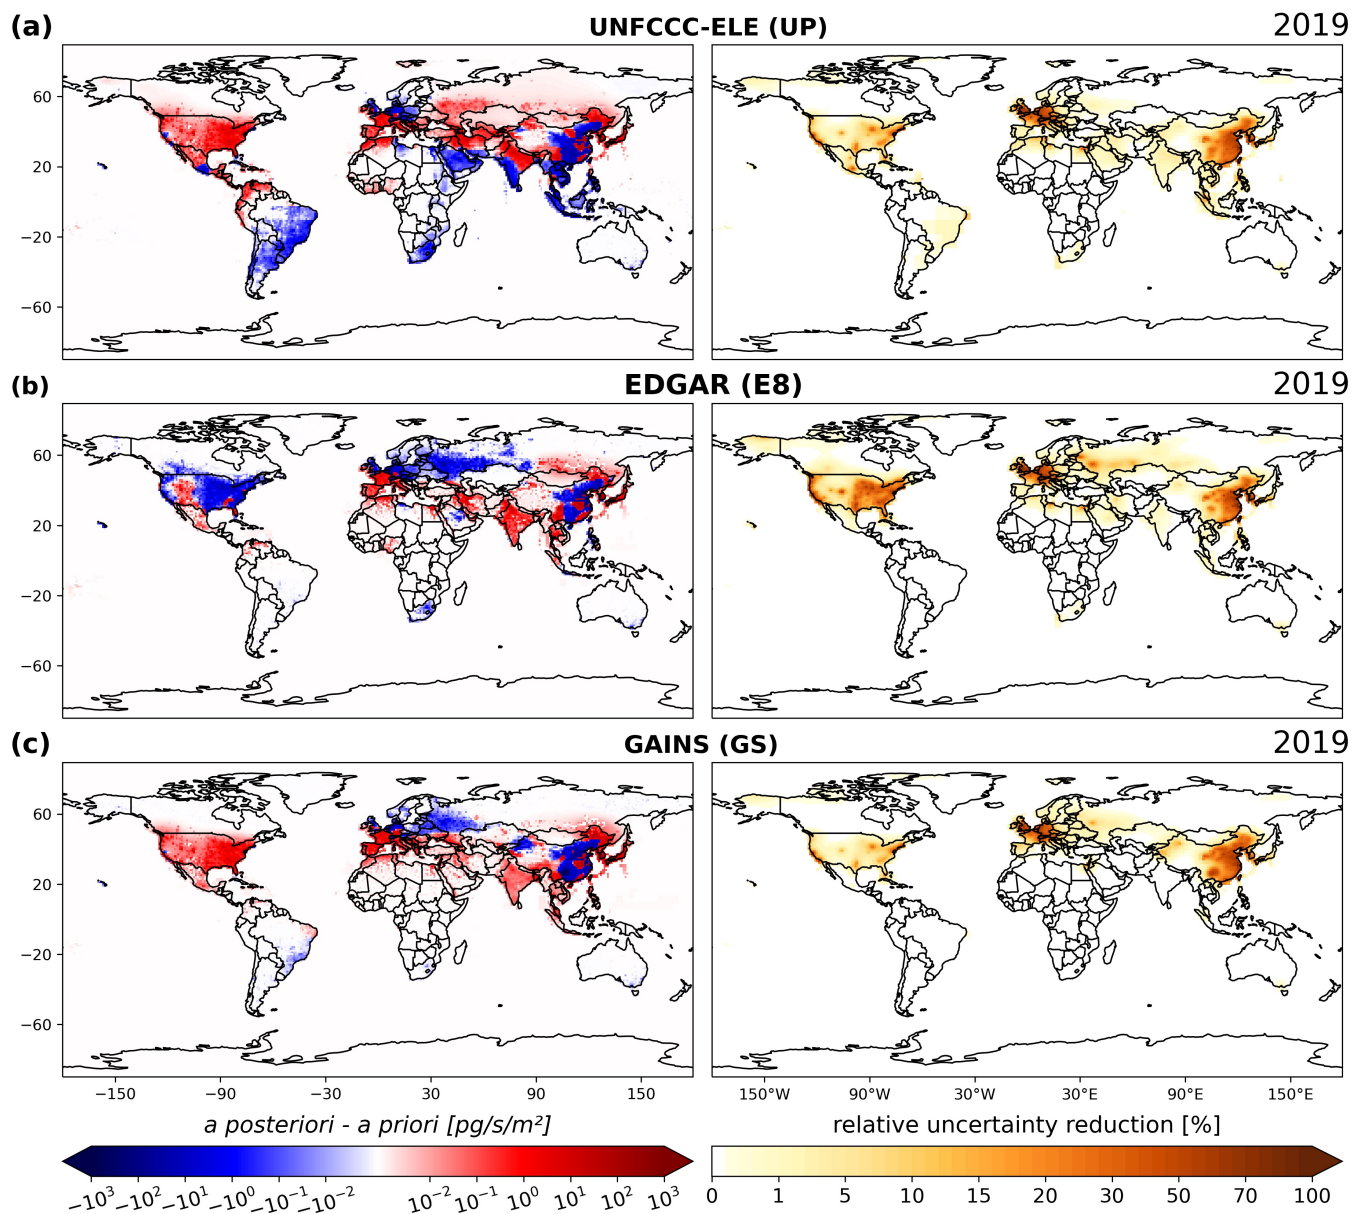 (a) UNFCCC-ELE (UP) 2019
60
20
−20
−60
(b) EDGAR (E8) 2019
60
20
−20
−60
(c) GAINS (GS) 2019
60
20
−20
−60
−150 −90 −30 30 90 150
150°W 90°W 30°W 30°E 90°E 150°E
a posteriori - a priori [pg/s/m²]
relative uncertainty reduction [%]
−10³ −10² −10¹ −10⁰ −10⁻¹ −10⁻² 10⁻² 10⁻¹ 10⁰ 10¹ 10² 10³
0 1 5 10 15 20 30 50 70 100